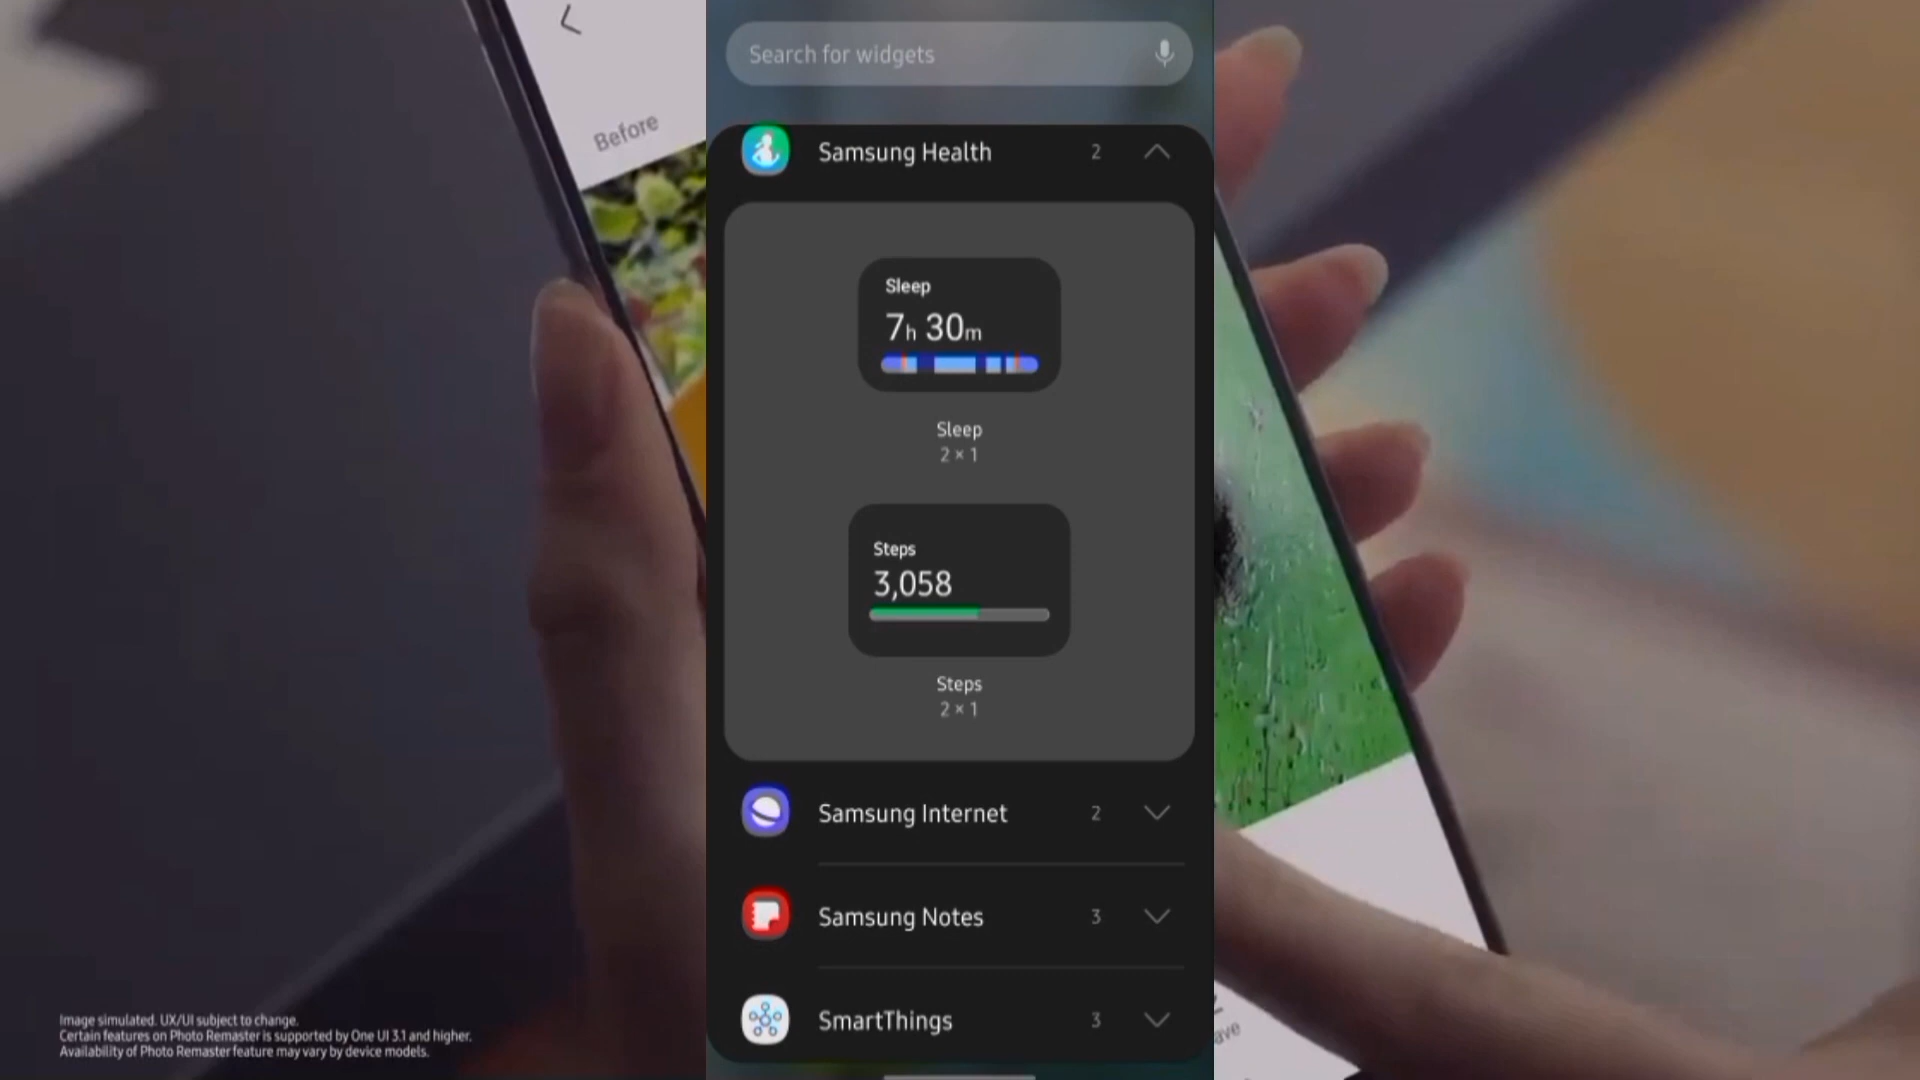 Before
Search for widgets
Samsung Health 2
Sleep
7h 30m
Sleep
2 × 1
Steps
3,058
Steps
2 × 1
Samsung Internet 2
Samsung Notes 3
SmartThings 3
Image simulated. UX/UI subject to change.
Certain features on Photo Remaster is supported by One UI 3.1 and higher.
Availability of Photo Remaster feature may vary by device models.